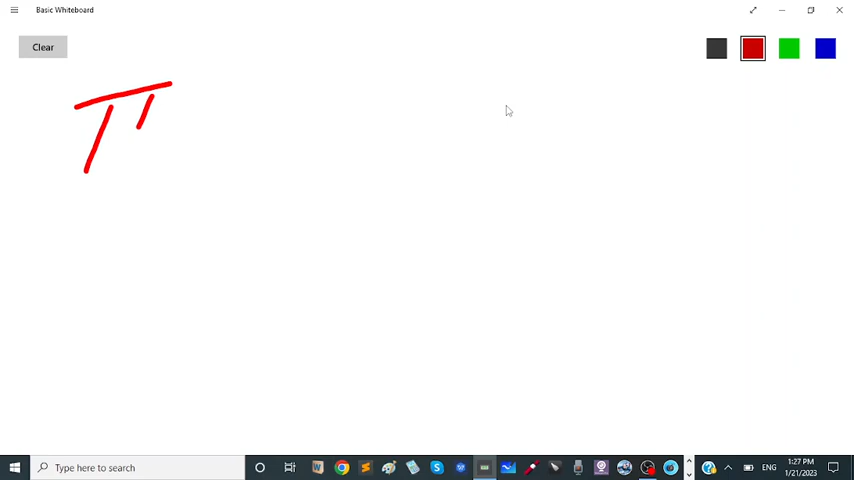 Basic Whiteboard
Clear
Type here to search
ENG
1:27 PM
1/21/2023